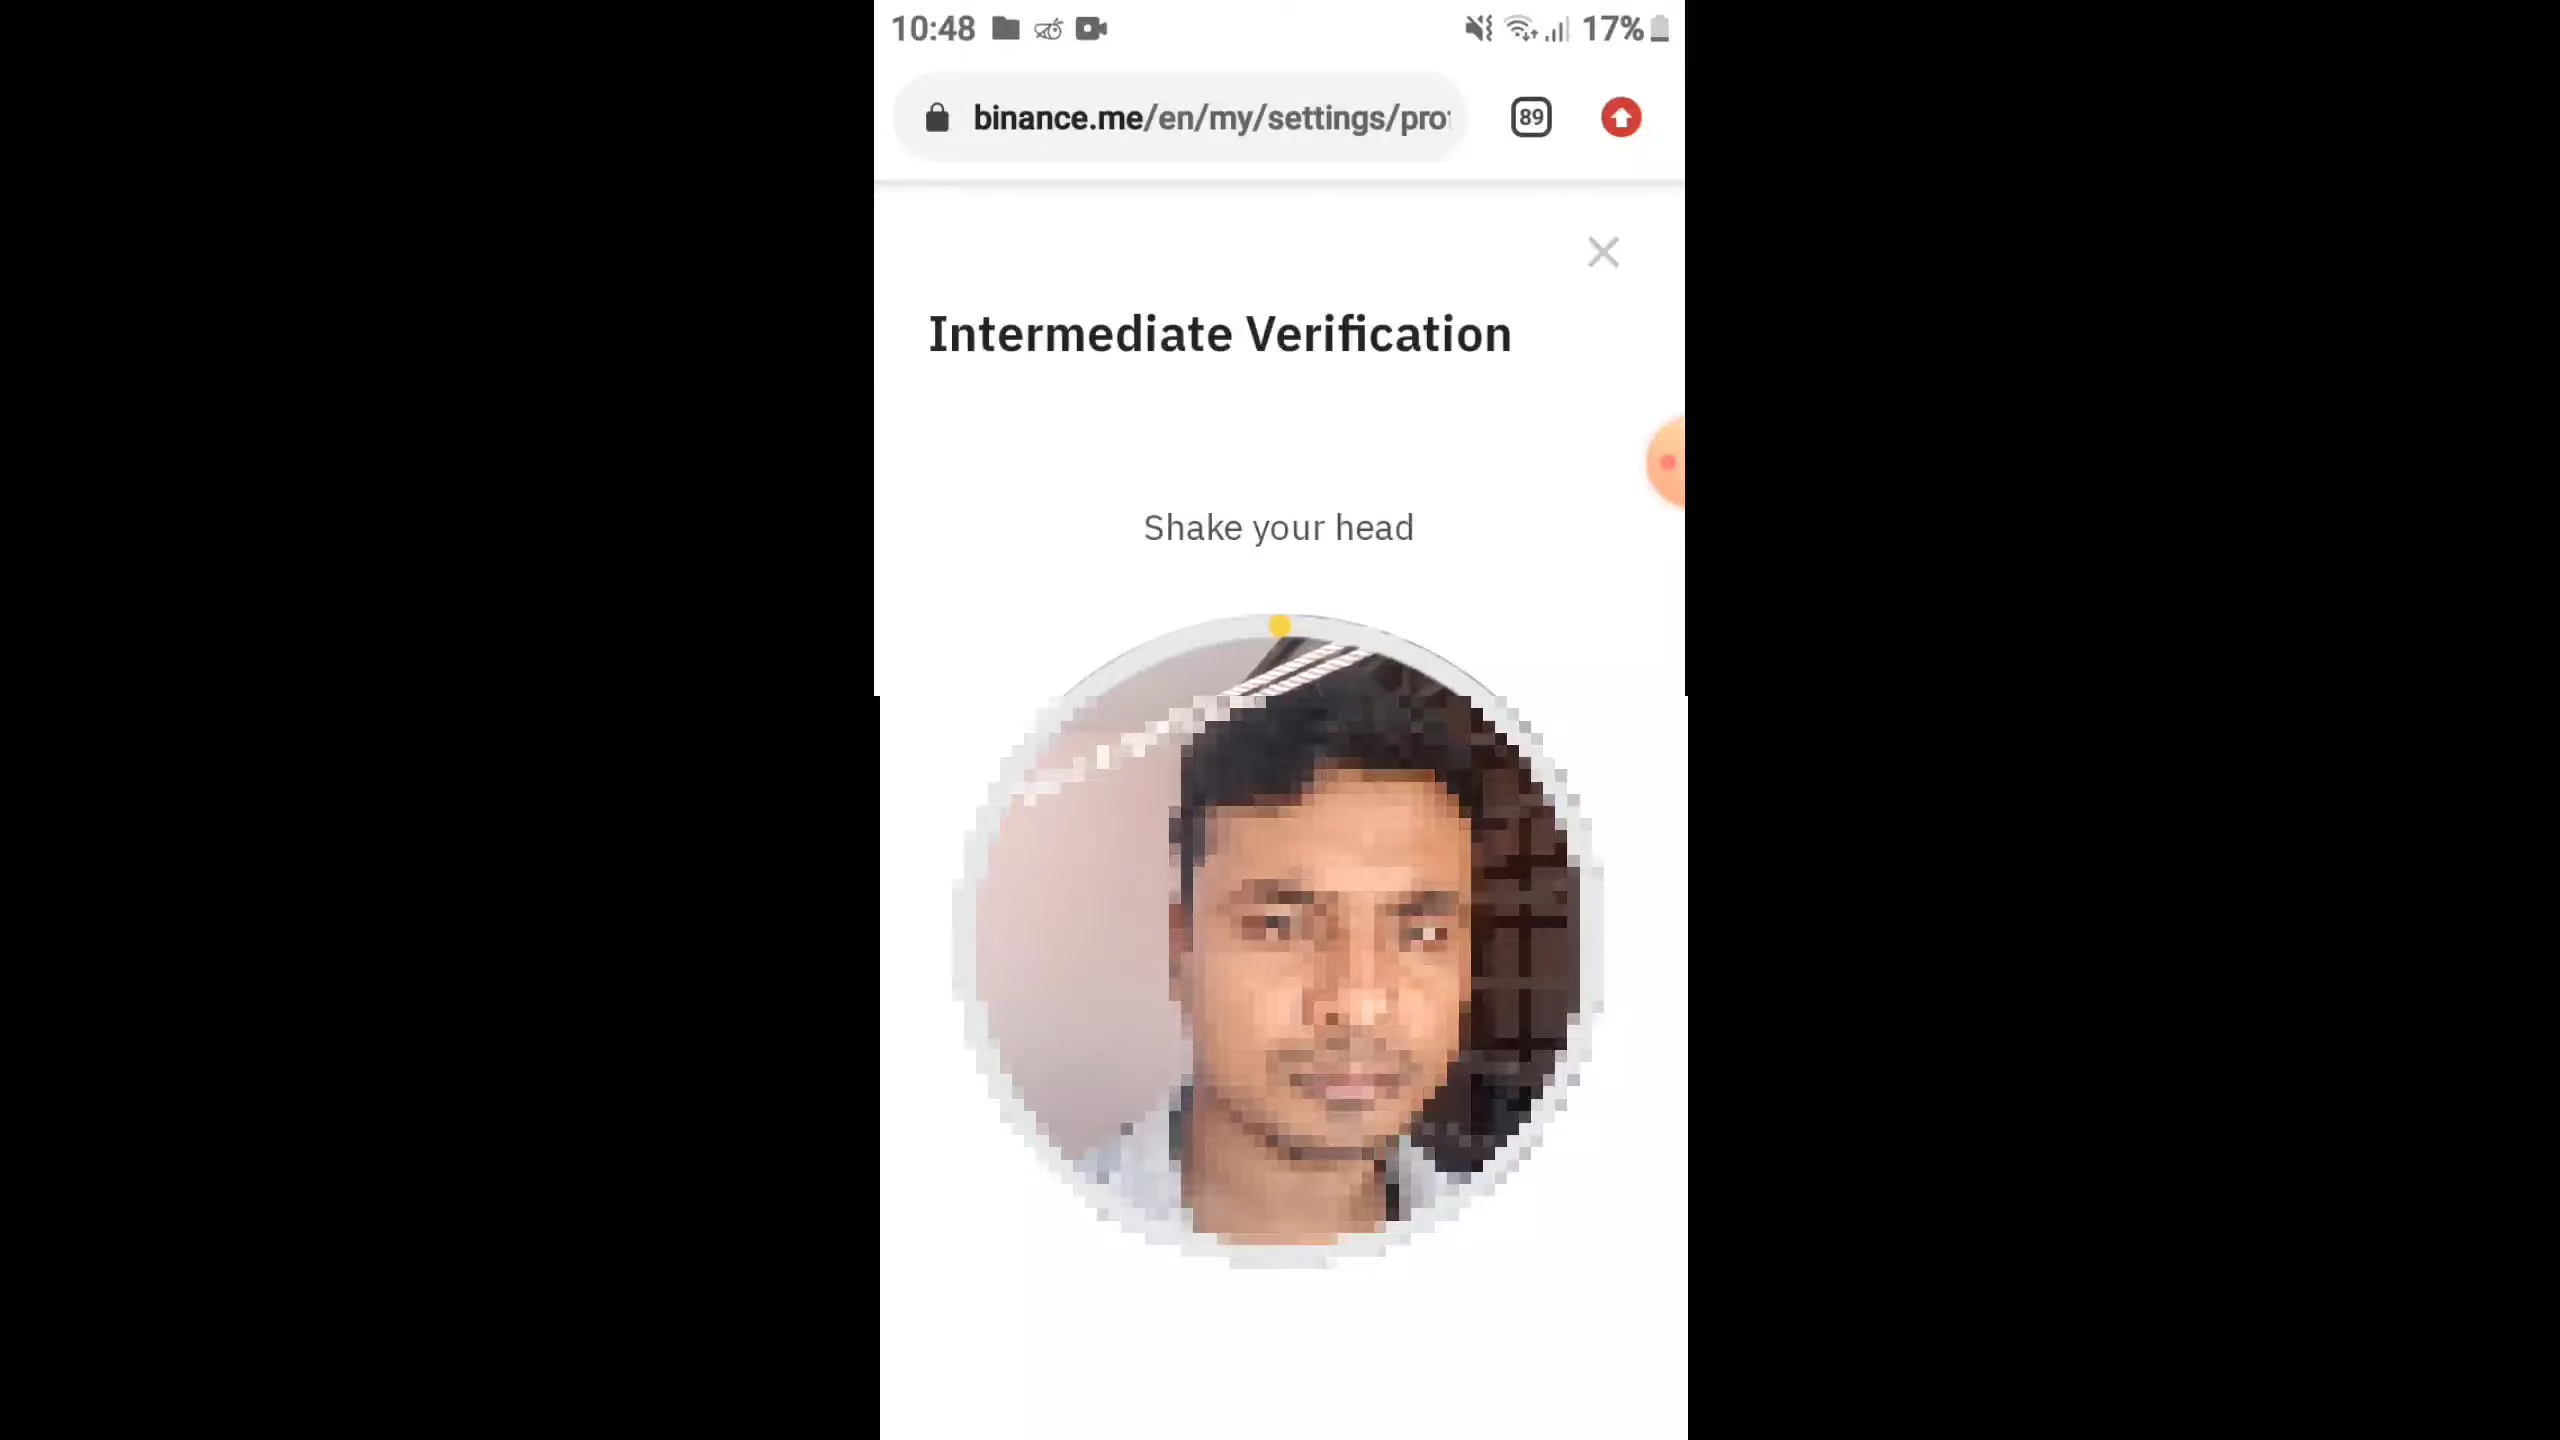 10:48 17%
binance.me/en/my/settings/pro 89
Intermediate Verification
Shake your head